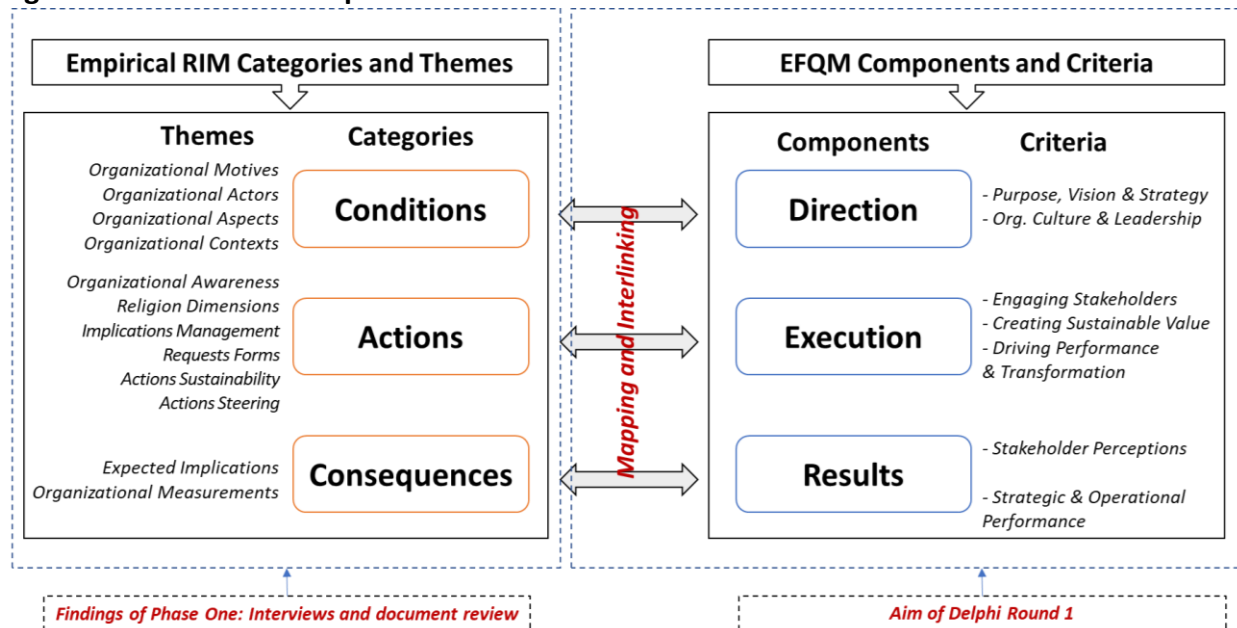 Empirical RIM Categories and Themes
Themes
Categories
Organizational Motives
Organizational Actors
Organizational Aspects
Organizational Contexts
Conditions
Organizational Awareness
Religion Dimensions
Implications Management
Requests Forms
Actions Sustainability
Actions Steering
Actions
Expected Implications
Organizational Measurements
Consequences
Mapping and Interlinking
EFQM Components and Criteria
Components
Criteria
Direction
- Purpose, Vision & Strategy
- Org. Culture & Leadership
Execution
- Engaging Stakeholders
- Creating Sustainable Value
- Driving Performance
& Transformation
Results
- Stakeholder Perceptions
- Strategic & Operational
Performance
Findings of Phase One: Interviews and document review
Aim of Delphi Round 1